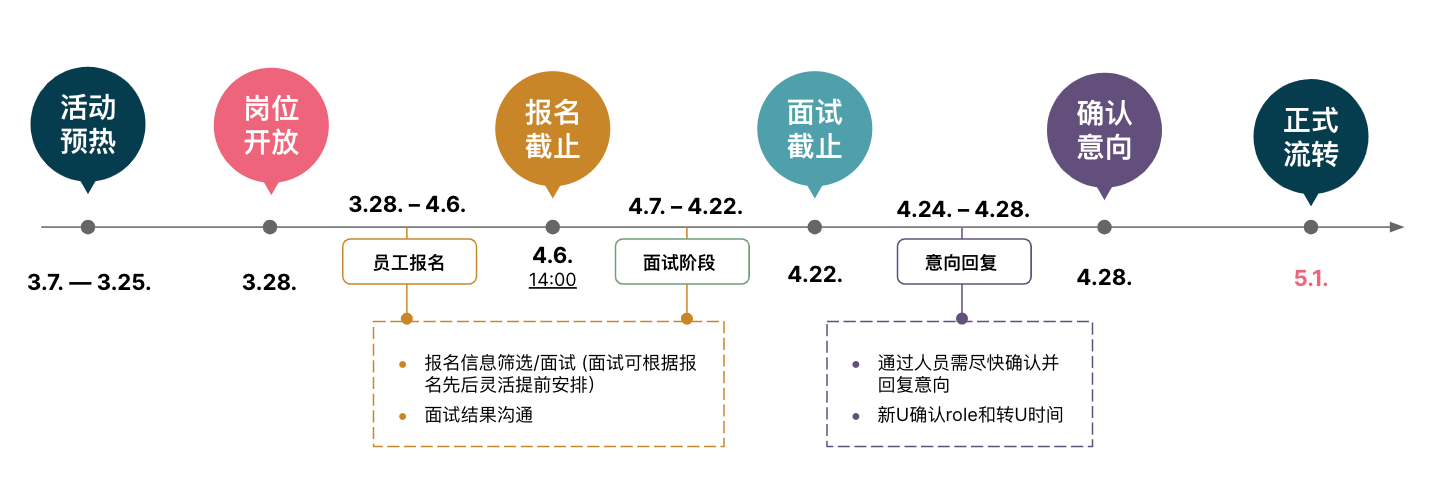 活动
预热
岗位
开放
报名
截止
面试
截止
确认
意向
正式
流转
3.28. – 4.6.
4.7. – 4.22.
4.24. – 4.28.
员工报名
面试阶段
意向回复
3.7. — 3.25.
3.28.
4.6.
14:00
4.22.
4.28.
5.1.
报名信息筛选/面试 (面试可根据报
名先后灵活提前安排)
面试结果沟通
通过人员需尽快确认并
回复意向
新U确认role和转U时间